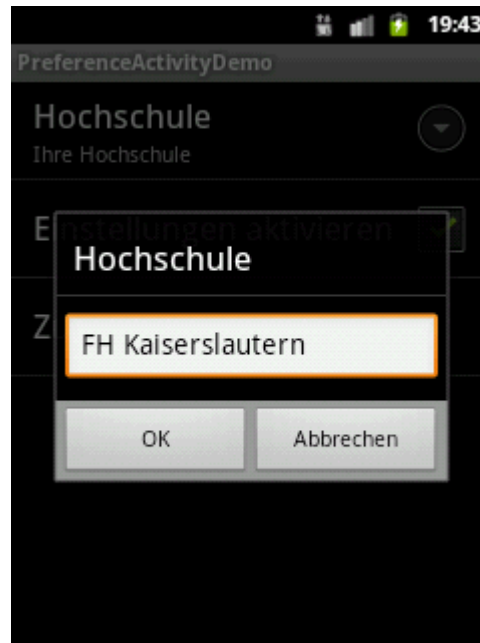 19:43
PreferenceActivityDemo
Hochschule
Ihre Hochschule
Einstellungen aktivieren
Hochschule
Z
FH Kaiserslautern
OK
Abbrechen